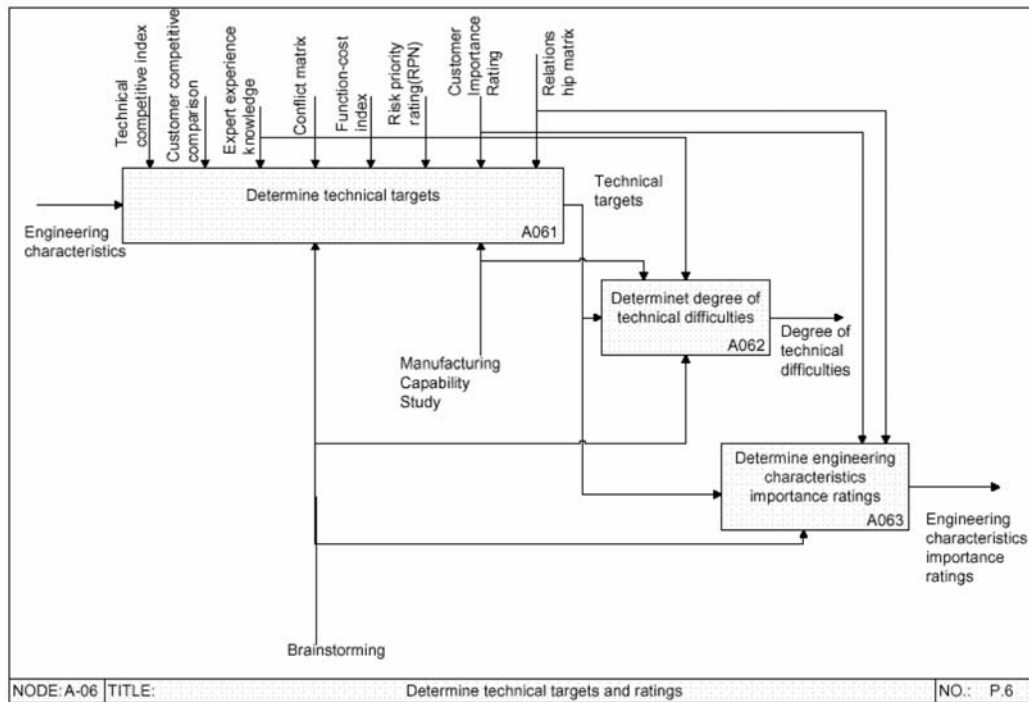 Technical
competitive index
Customer competitive
comparison
Expert experience
knowledge
Conflict matrix
Function-cost
index
Risk priority
rating(RPN)
Customer
Importance
Rating
Relations
hip matrix
Determine technical targets
A061
Engineering
characteristics
Technical
targets
Determinet degree of
technical difficulties
A062
Degree of
technical
difficulties
Manufacturing
Capability
Study
Determine engineering
characteristics
importance ratings
A063
Engineering
characteristics
importance
ratings
Brainstorming
NODE: A-06 TITLE: Determine technical targets and ratings NO.: P.6